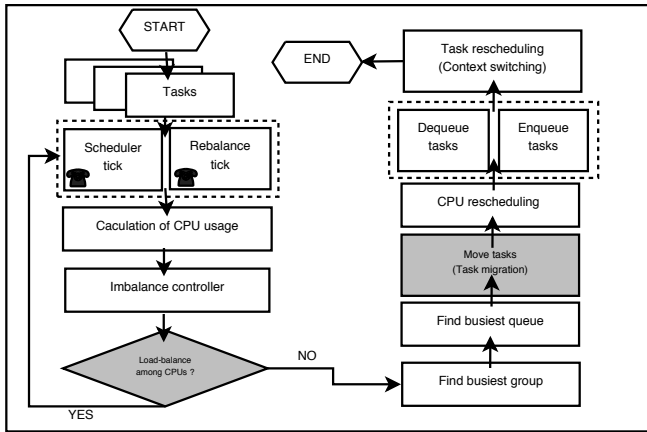 START
Tasks
Scheduler
tick
Rebalance
tick
Caculation of CPU usage
Imbalance controller
Load-balance
among CPUs ?
YES
NO
Find busiest group
Find busiest queue
Move tasks
(Task migration)
CPU rescheduling
Dequeue
tasks
Enqueue
tasks
Task rescheduling
(Context switching)
END